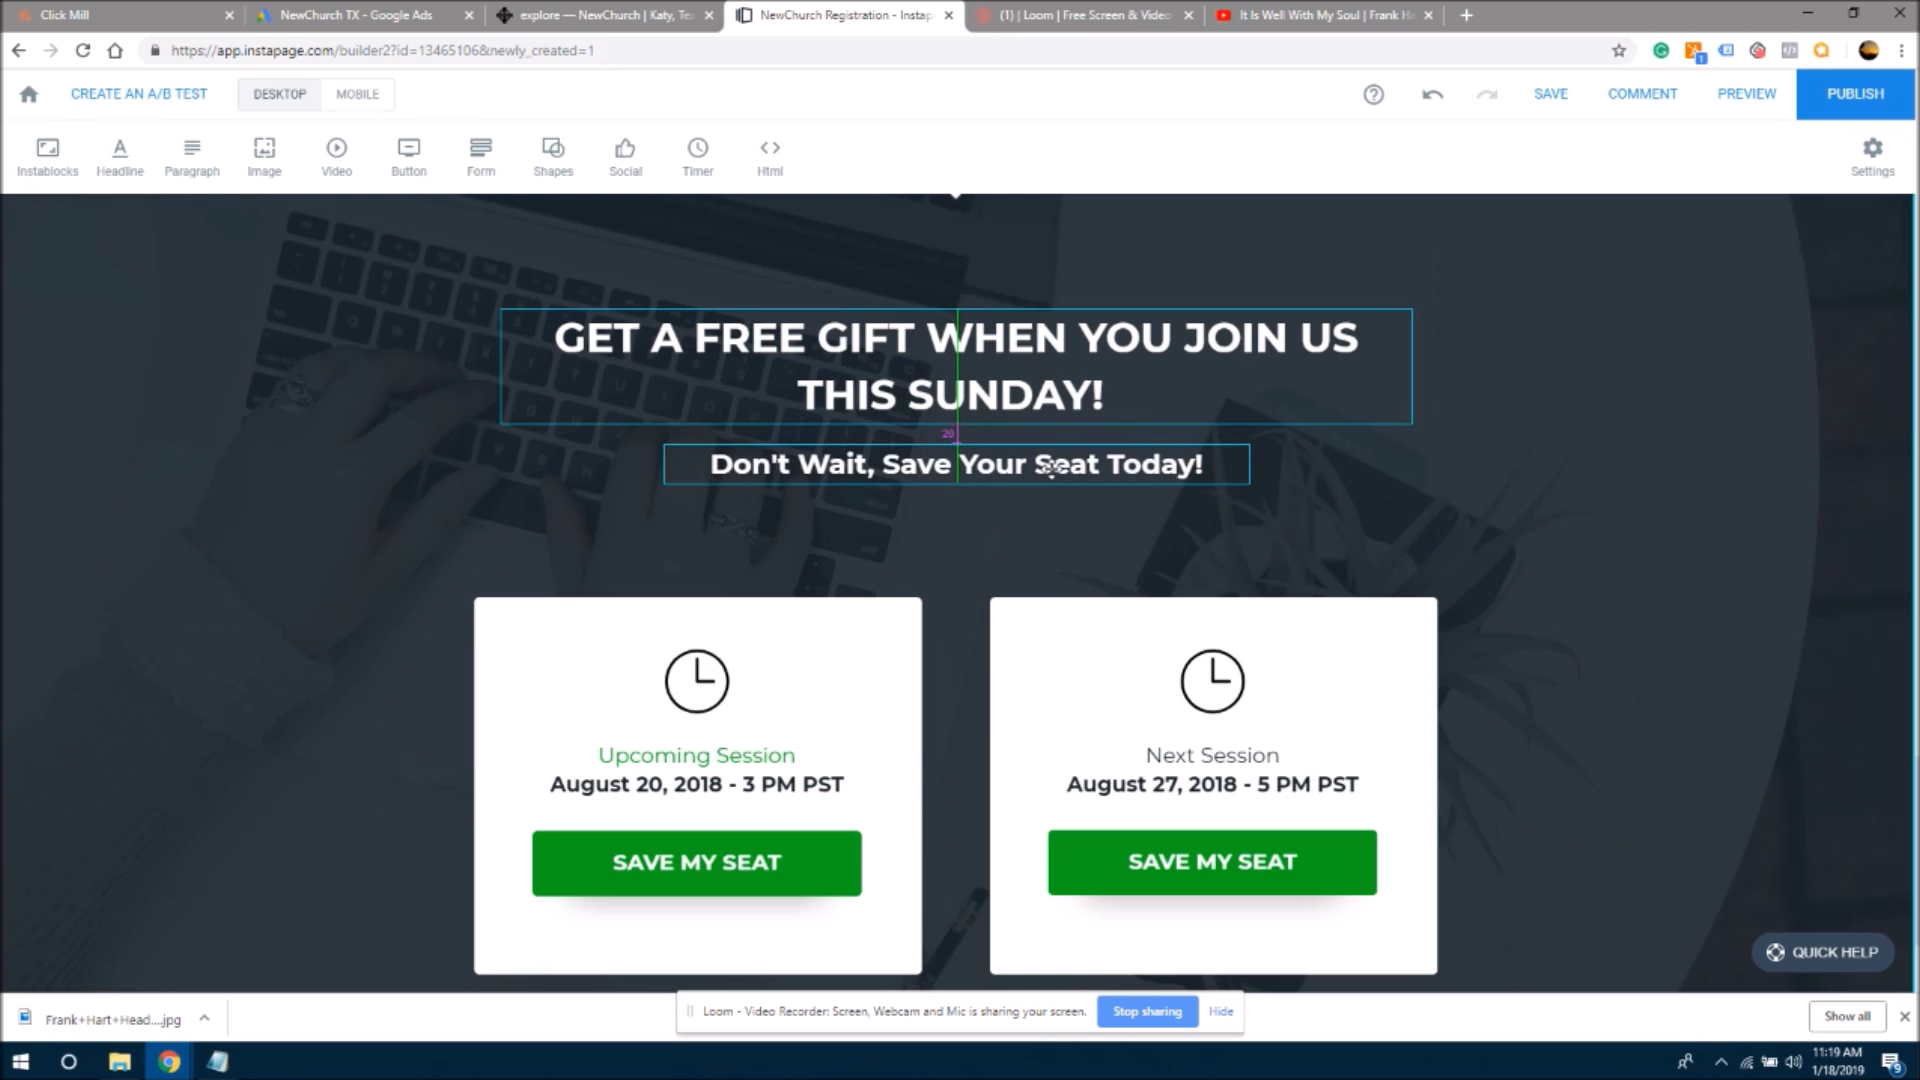 Click Mill
NewChurch TX - Google Ads
explore — NewChurch | Katy, Te
NewChurch Registration - Instap
(1) | Loom | Free Screen & Video
It Is Well With My Soul | Frank Ha
https://app.instapage.com/builder2?id=13465106&newly_created=1
1
CREATE AN A/B TEST
DESKTOP
MOBILE
SAVE
COMMENT
PREVIEW
PUBLISH
Instablocks
Headline
Paragraph
Image
Video
Button
Form
Shapes
Social
Timer
Html
Settings
GET A FREE GIFT WHEN YOU JOIN US
THIS SUNDAY!
20
Don't Wait, Save Your Seat Today!
Upcoming Session
August 20, 2018 - 3 PM PST
SAVE MY SEAT
Next Session
August 27, 2018 - 5 PM PST
SAVE MY SEAT
QUICK HELP
Frank+Hart+Head....jpg
Loom - Video Recorder: Screen, Webcam and Mic is sharing your screen.
Stop sharing
Hide
Show all
11:19 AM
1/18/2019
9